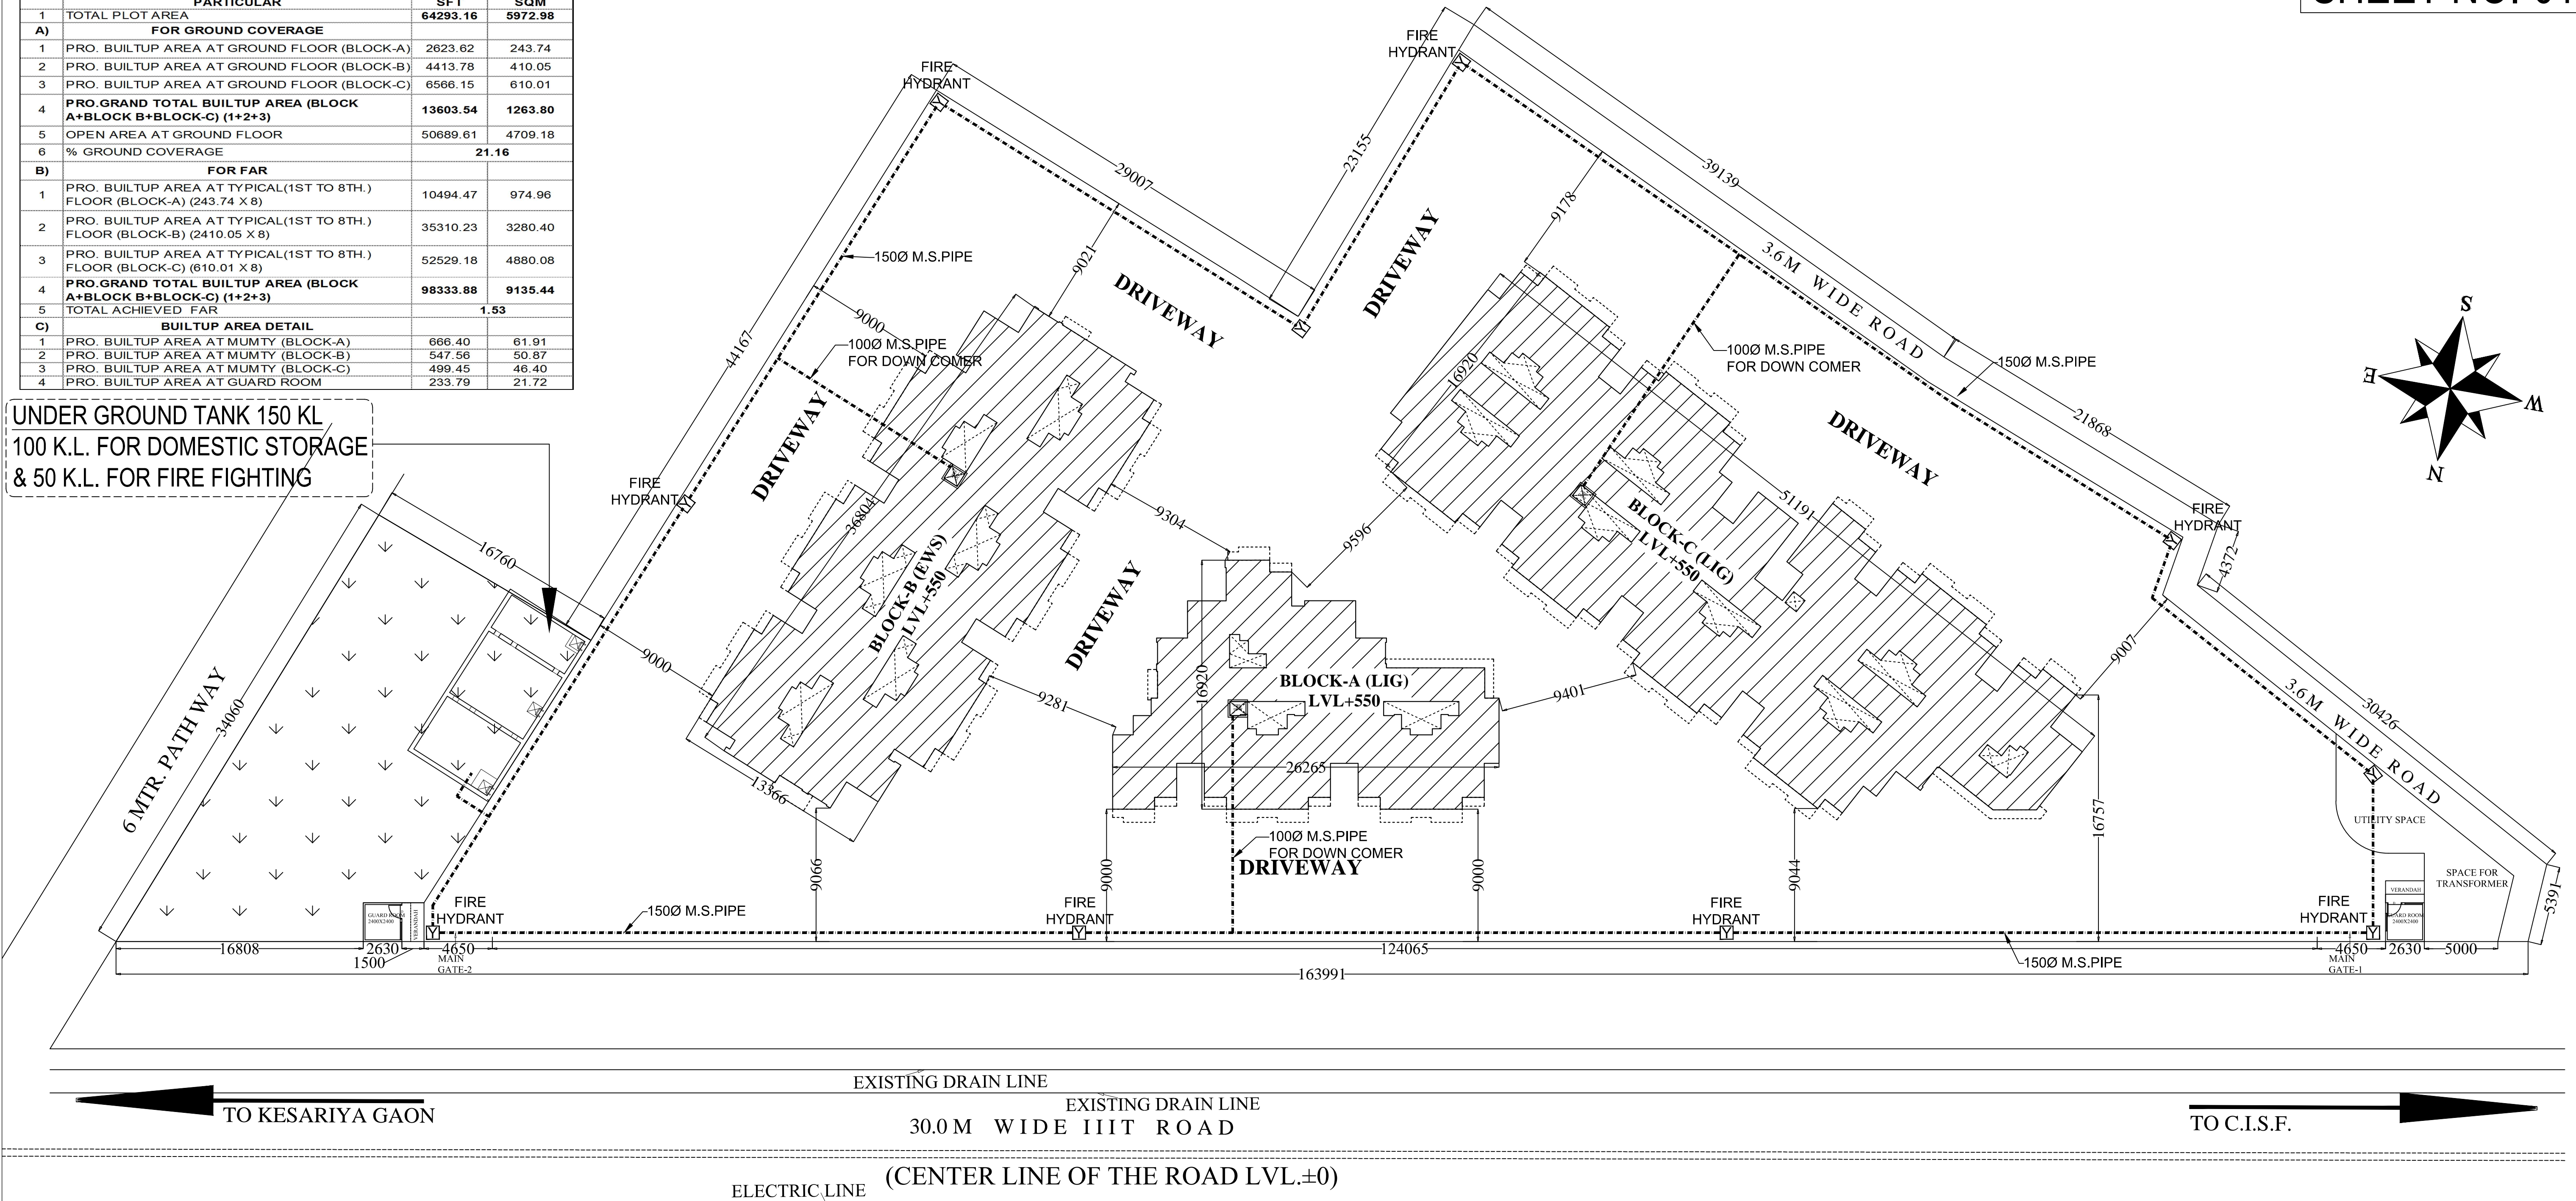 PARTICULAR SFT SQM
1 TOTAL PLOT AREA 64293.16 5972.98
A) FOR GROUND COVERAGE
1 PRO. BUILTUP AREA AT GROUND FLOOR (BLOCK-A) 2623.62 243.74
2 PRO. BUILTUP AREA AT GROUND FLOOR (BLOCK-B) 4413.78 410.05
3 PRO. BUILTUP AREA AT GROUND FLOOR (BLOCK-C) 6566.15 610.01
4 PRO.GRAND TOTAL BUILTUP AREA (BLOCK
A+BLOCK B+BLOCK-C) (1+2+3) 13603.54 1263.80
5 OPEN AREA AT GROUND FLOOR 50689.61 4709.18
6 % GROUND COVERAGE 21.16
B) FOR FAR
1 PRO. BUILTUP AREA AT TYPICAL(1ST TO 8TH.)
FLOOR (BLOCK-A) (243.74 X 8) 10494.47 974.96
2 PRO. BUILTUP AREA AT TYPICAL(1ST TO 8TH.)
FLOOR (BLOCK-B) (2410.05 X 8) 35310.23 3280.40
3 PRO. BUILTUP AREA AT TYPICAL(1ST TO 8TH.)
FLOOR (BLOCK-C) (610.01 X 8) 52529.18 4880.08
4 PRO.GRAND TOTAL BUILTUP AREA (BLOCK
A+BLOCK B+BLOCK-C) (1+2+3) 98333.88 9135.44
5 TOTAL ACHIEVED FAR 1.53
C) BUILTUP AREA DETAIL
1 PRO. BUILTUP AREA AT MUMTY (BLOCK-A) 666.40 61.91
2 PRO. BUILTUP AREA AT MUMTY (BLOCK-B) 547.56 50.87
3 PRO. BUILTUP AREA AT MUMTY (BLOCK-C) 499.45 46.40
4 PRO. BUILTUP AREA AT GUARD ROOM 233.79 21.72
UNDER GROUND TANK 150 KL
100 K.L. FOR DOMESTIC STORAGE
& 50 K.L. FOR FIRE FIGHTING
FIRE
HYDRANT
FIRE
HYDRANT
29007
23155
39139
9178
9021
150Ø M.S.PIPE
DRIVEWAY
DRIVEWAY
3.6M WIDE ROAD
44167
9000
100Ø M.S.PIPE
FOR DOWN COMER
16920
100Ø M.S.PIPE
FOR DOWN COMER
150Ø M.S.PIPE
21868
S
E
W
N
DRIVEWAY
DRIVEWAY
FIRE
HYDRANT
36804
9304
9596
51191
BLOCK-C (LIG)
LVL+550
FIRE
HYDRANT
4372
16760
BLOCK-B (EWS)
LVL+550
DRIVEWAY
9000
9281
16920
BLOCK-A (LIG)
LVL+550
9401
9007
3.6M WIDE ROAD
30426
6 MTR. PATH WAY
34060
13366
26265
9066
9000
100Ø M.S.PIPE
FOR DOWN COMER
DRIVEWAY
9000
9044
16757
UTILITY SPACE
SPACE FOR
TRANSFORMER
5391
GUARD ROOM
2400X2400
VERANDAH
FIRE
HYDRANT
150Ø M.S.PIPE
FIRE
HYDRANT
FIRE
HYDRANT
FIRE
HYDRANT
VERANDAH
GUARD ROOM
2400X2400
16808
2630
1500
4650
MAIN
GATE-2
124065
150Ø M.S.PIPE
4650
MAIN
GATE-1
2630
5000
163991
EXISTING DRAIN LINE
TO KESARIYA GAON
EXISTING DRAIN LINE
30.0 M WIDE IIIT ROAD
TO C.I.S.F.
(CENTER LINE OF THE ROAD LVL.±0)
ELECTRIC LINE